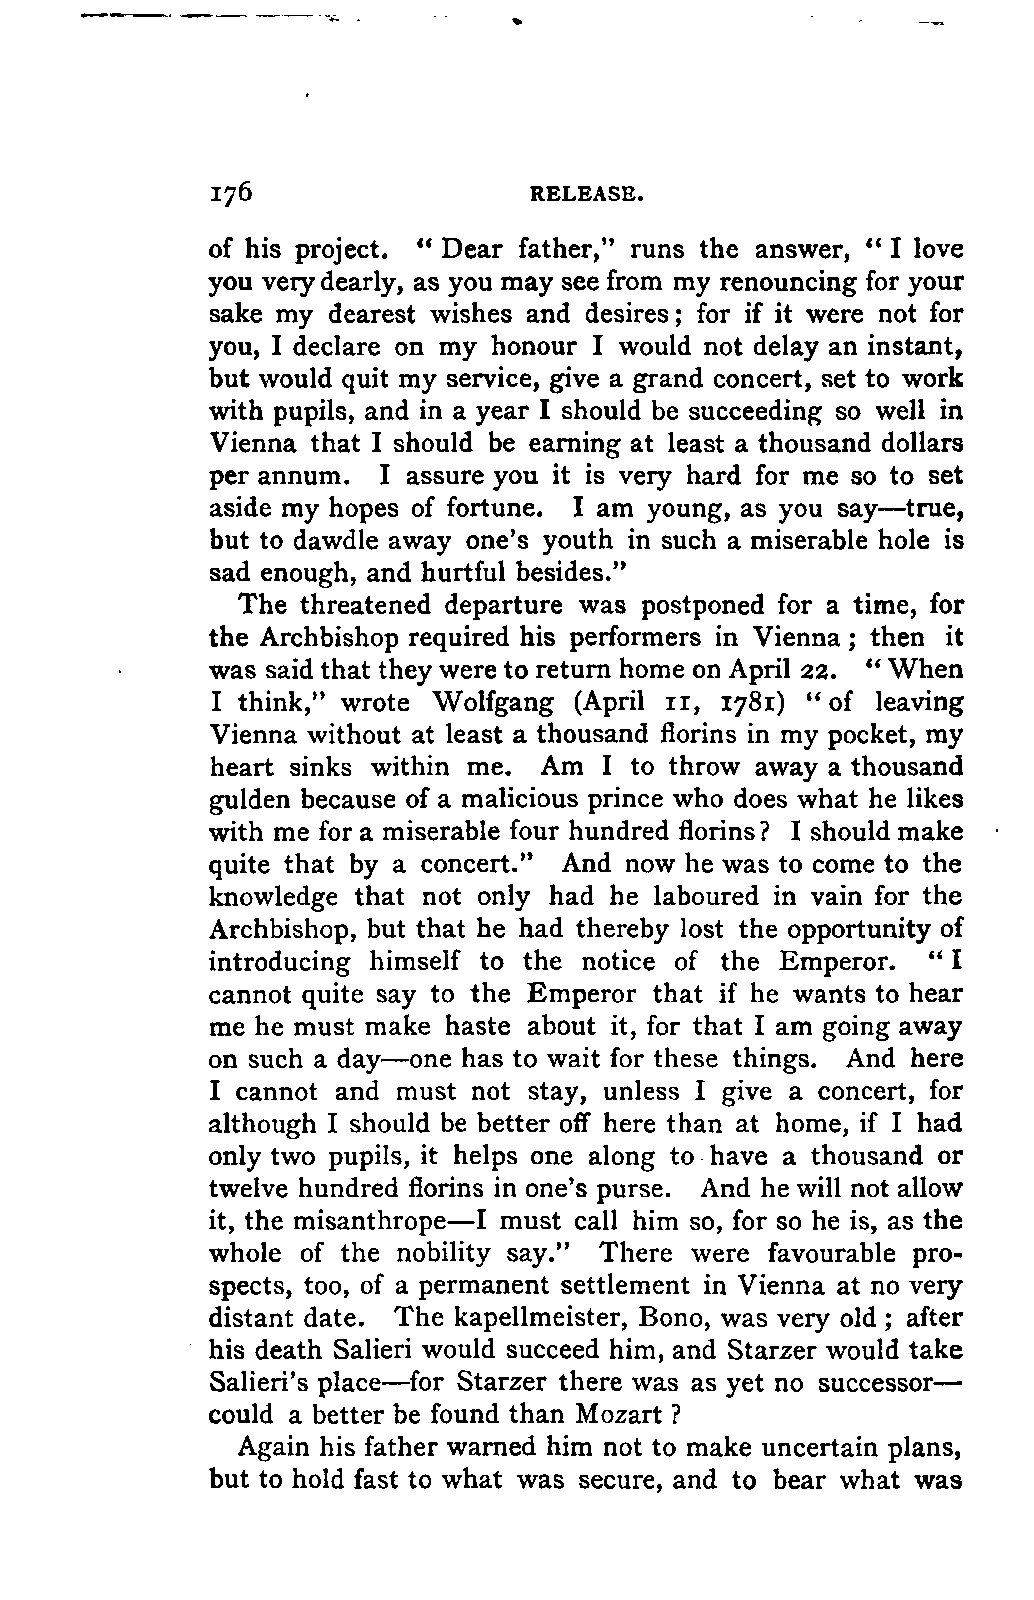 176 RELEASE.
of his project. “ Dear father,” runs the answer, “ I love
you very dearly, as you may see from my renouncing for your
sake my dearest wishes and desires ; for if it were not for
you, I declare on my honour I would not delay an instant,
but would quit my service, give a grand concert, set to work
with pupils, and in a year I should be succeeding so well in
Vienna that I should be earning at least a thousand dollars
per annum. I assure you it is very hard for me so to set
aside my hopes of fortune. I am young, as you say—true,
but to dawdle away one's youth in such a miserable hole is
sad enough, and hurtful besides.”
The threatened departure was postponed for a time, for
the Archbishop required his performers in Vienna ; then it
was said that they were to return home on April 22. “ When
I think,” wrote Wolfgang (April 11, 1781) “ of leaving
Vienna without at least a thousand florins in my pocket, my
heart sinks within me. Am I to throw away a thousand
gulden because of a malicious prince who does what he likes
with me for a miserable four hundred florins ? I should make
quite that by a concert.” And now he was to come to the
knowledge that not only had he laboured in vain for the
Archbishop, but that he had thereby lost the opportunity of
introducing himself to the notice of the Emperor. “ I
cannot quite say to the Emperor that if he wants to hear
me he must make haste about it, for that I am going away
on such a day—one has to wait for these things. And here
I cannot and must not stay, unless I give a concert, for
although I should be better off here than at home, if I had
only two pupils, it helps one along to have a thousand or
twelve hundred florins in one's purse. And he will not allow
it, the misanthrope—I must call him so, for so he is, as the
whole of the nobility say.” There were favourable pro-
spects, too, of a permanent settlement in Vienna at no very
distant date. The kapellmeister, Bono, was very old ; after
his death Salieri would succeed him, and Starzer would take
Salieri's place—for Starzer there was as yet no successor—
could a better be found than Mozart ?
Again his father warned him not to make uncertain plans,
but to hold fast to what was secure, and to bear what was